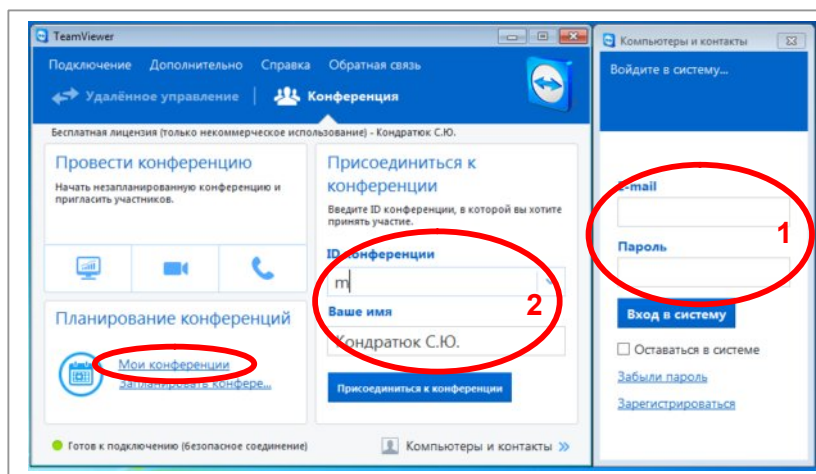 TeamViewer
Подключение Дополнительно Справка Обратная связь
Удалённое управление | Конференция
Бесплатная лицензия (только некоммерческое использование) - Кондратюк С.Ю.
Провести конференцию
Начать незапланированную конференцию и
пригласить участников.
Планирование конференций
Мои конференции
Запланировать конфере...
Присоединиться к
конференции
Введите ID конференции, в которой вы хотите
принять участие.
ID конференции
m
2
Ваше имя
Кондратюк С.Ю.
Присоединиться к конференции
Готов к подключению (безопасное соединение)
Компьютеры и контакты
Компьютеры и контакты
Войдите в систему...
E-mail
1
Пароль
Вход в систему
Оставаться в системе
Забыли пароль
Зарегистрироваться